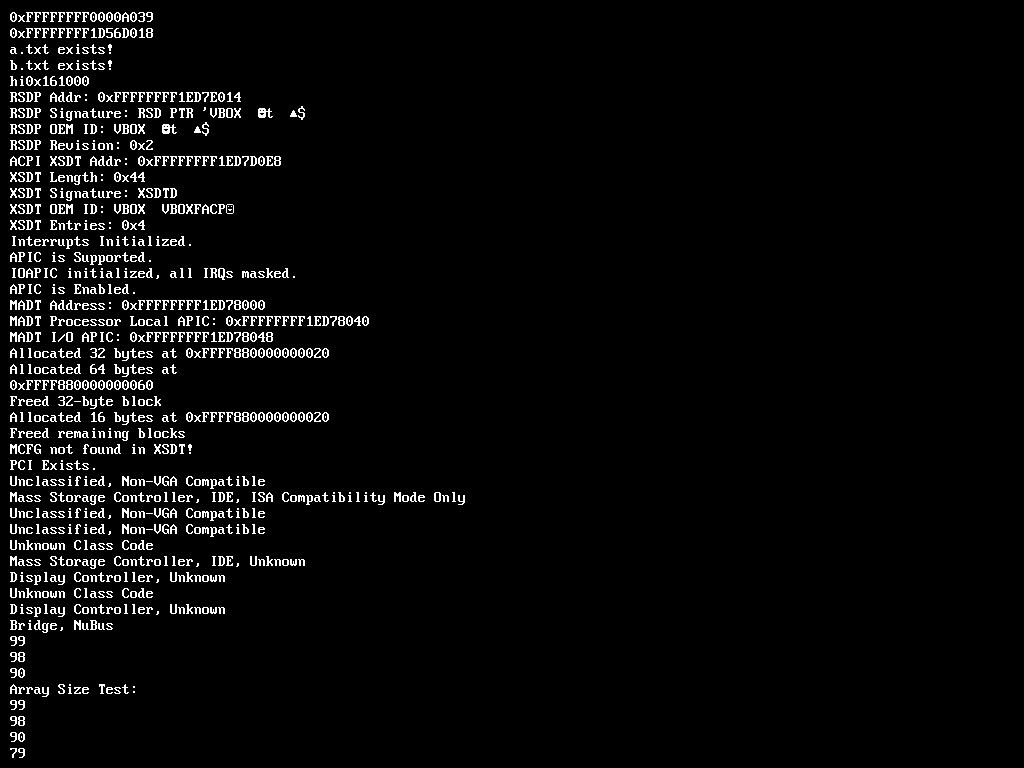 0xFFFFFFFF0000A039
0xFFFFFFFF1D56D018
a.txt exists!
b.txt exists!
hi0x161000
RSDP Addr: 0xFFFFFFFF1ED7E014
RSDP Signature: RSD PTR 'VBOX  ☻t  ▲$
RSDP OEM ID: VBOX  ☻t  ▲$
RSDP Revision: 0x2
ACPI XSDT Addr: 0xFFFFFFFF1ED7D0E8
XSDT Length: 0x44
XSDT Signature: XSDTD
XSDT OEM ID: VBOX  VBOXFACP☺
XSDT Entries: 0x4
Interrupts Initialized.
APIC is Supported.
IOAPIC initialized, all IRQs masked.
APIC is Enabled.
MADT Address: 0xFFFFFFFF1ED78000
MADT Processor Local APIC: 0xFFFFFFFF1ED78040
MADT I/O APIC: 0xFFFFFFFF1ED78048
Allocated 32 bytes at 0xFFFF880000000020
Allocated 64 bytes at
0xFFFF880000000060
Freed 32-byte block
Allocated 16 bytes at 0xFFFF880000000020
Freed remaining blocks
MCFG not found in XSDT!
PCI Exists.
Unclassified, Non-VGA Compatible
Mass Storage Controller, IDE, ISA Compatibility Mode Only
Unclassified, Non-VGA Compatible
Unclassified, Non-VGA Compatible
Unknown Class Code
Mass Storage Controller, IDE, Unknown
Display Controller, Unknown
Unknown Class Code
Display Controller, Unknown
Bridge, NuBus
99
98
90
Array Size Test:
99
98
90
79